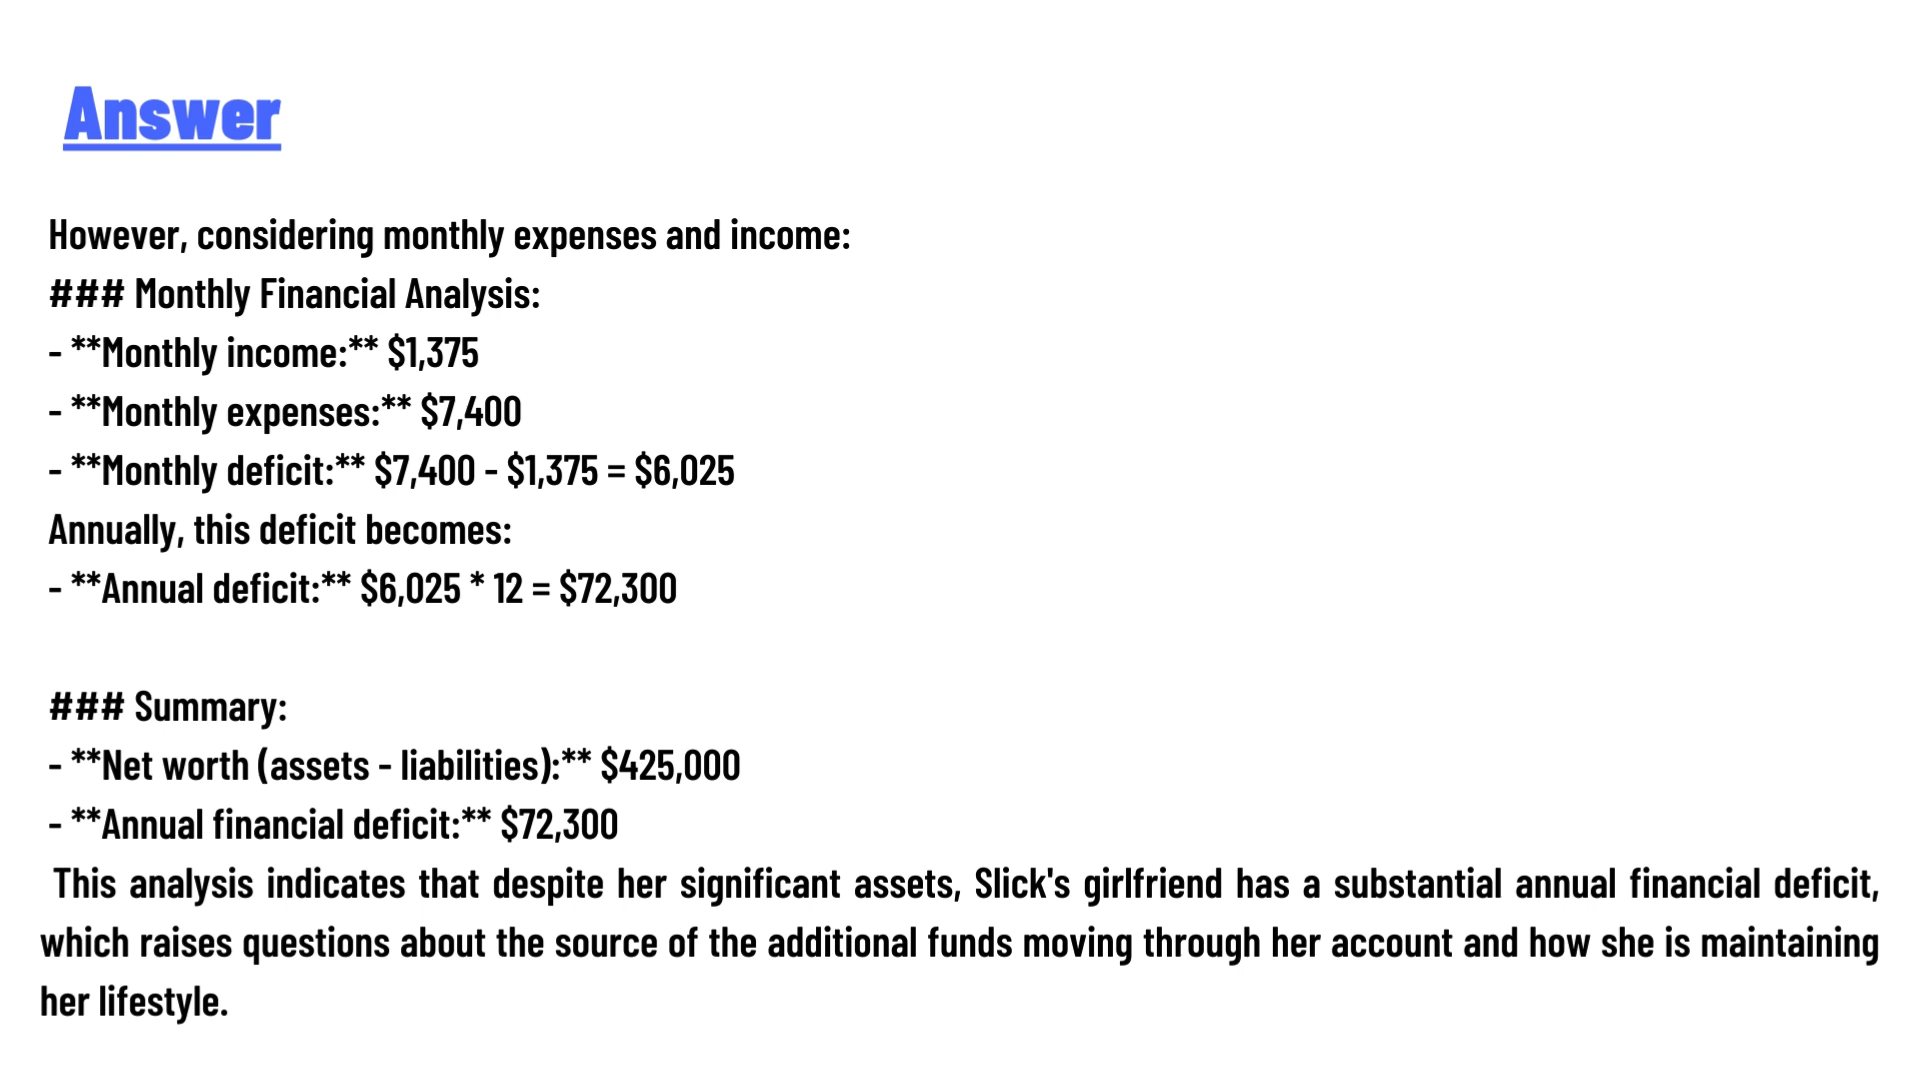 Answer
However, considering monthly expenses and income:
### Monthly Financial Analysis:
- **Monthly income:** $1,375
- **Monthly expenses:** $7,400
- **Monthly deficit:** $7,400 - $1,375 = $6,025
Annually, this deficit becomes:
- **Annual deficit:** $6,025 * 12 = $72,300
### Summary:
- **Net worth (assets - liabilities):** $425,000
- **Annual financial deficit:** $72,300
This analysis indicates that despite her significant assets, Slick's girlfriend has a substantial annual financial deficit,
which raises questions about the source of the additional funds moving through her account and how she is maintaining
her lifestyle.